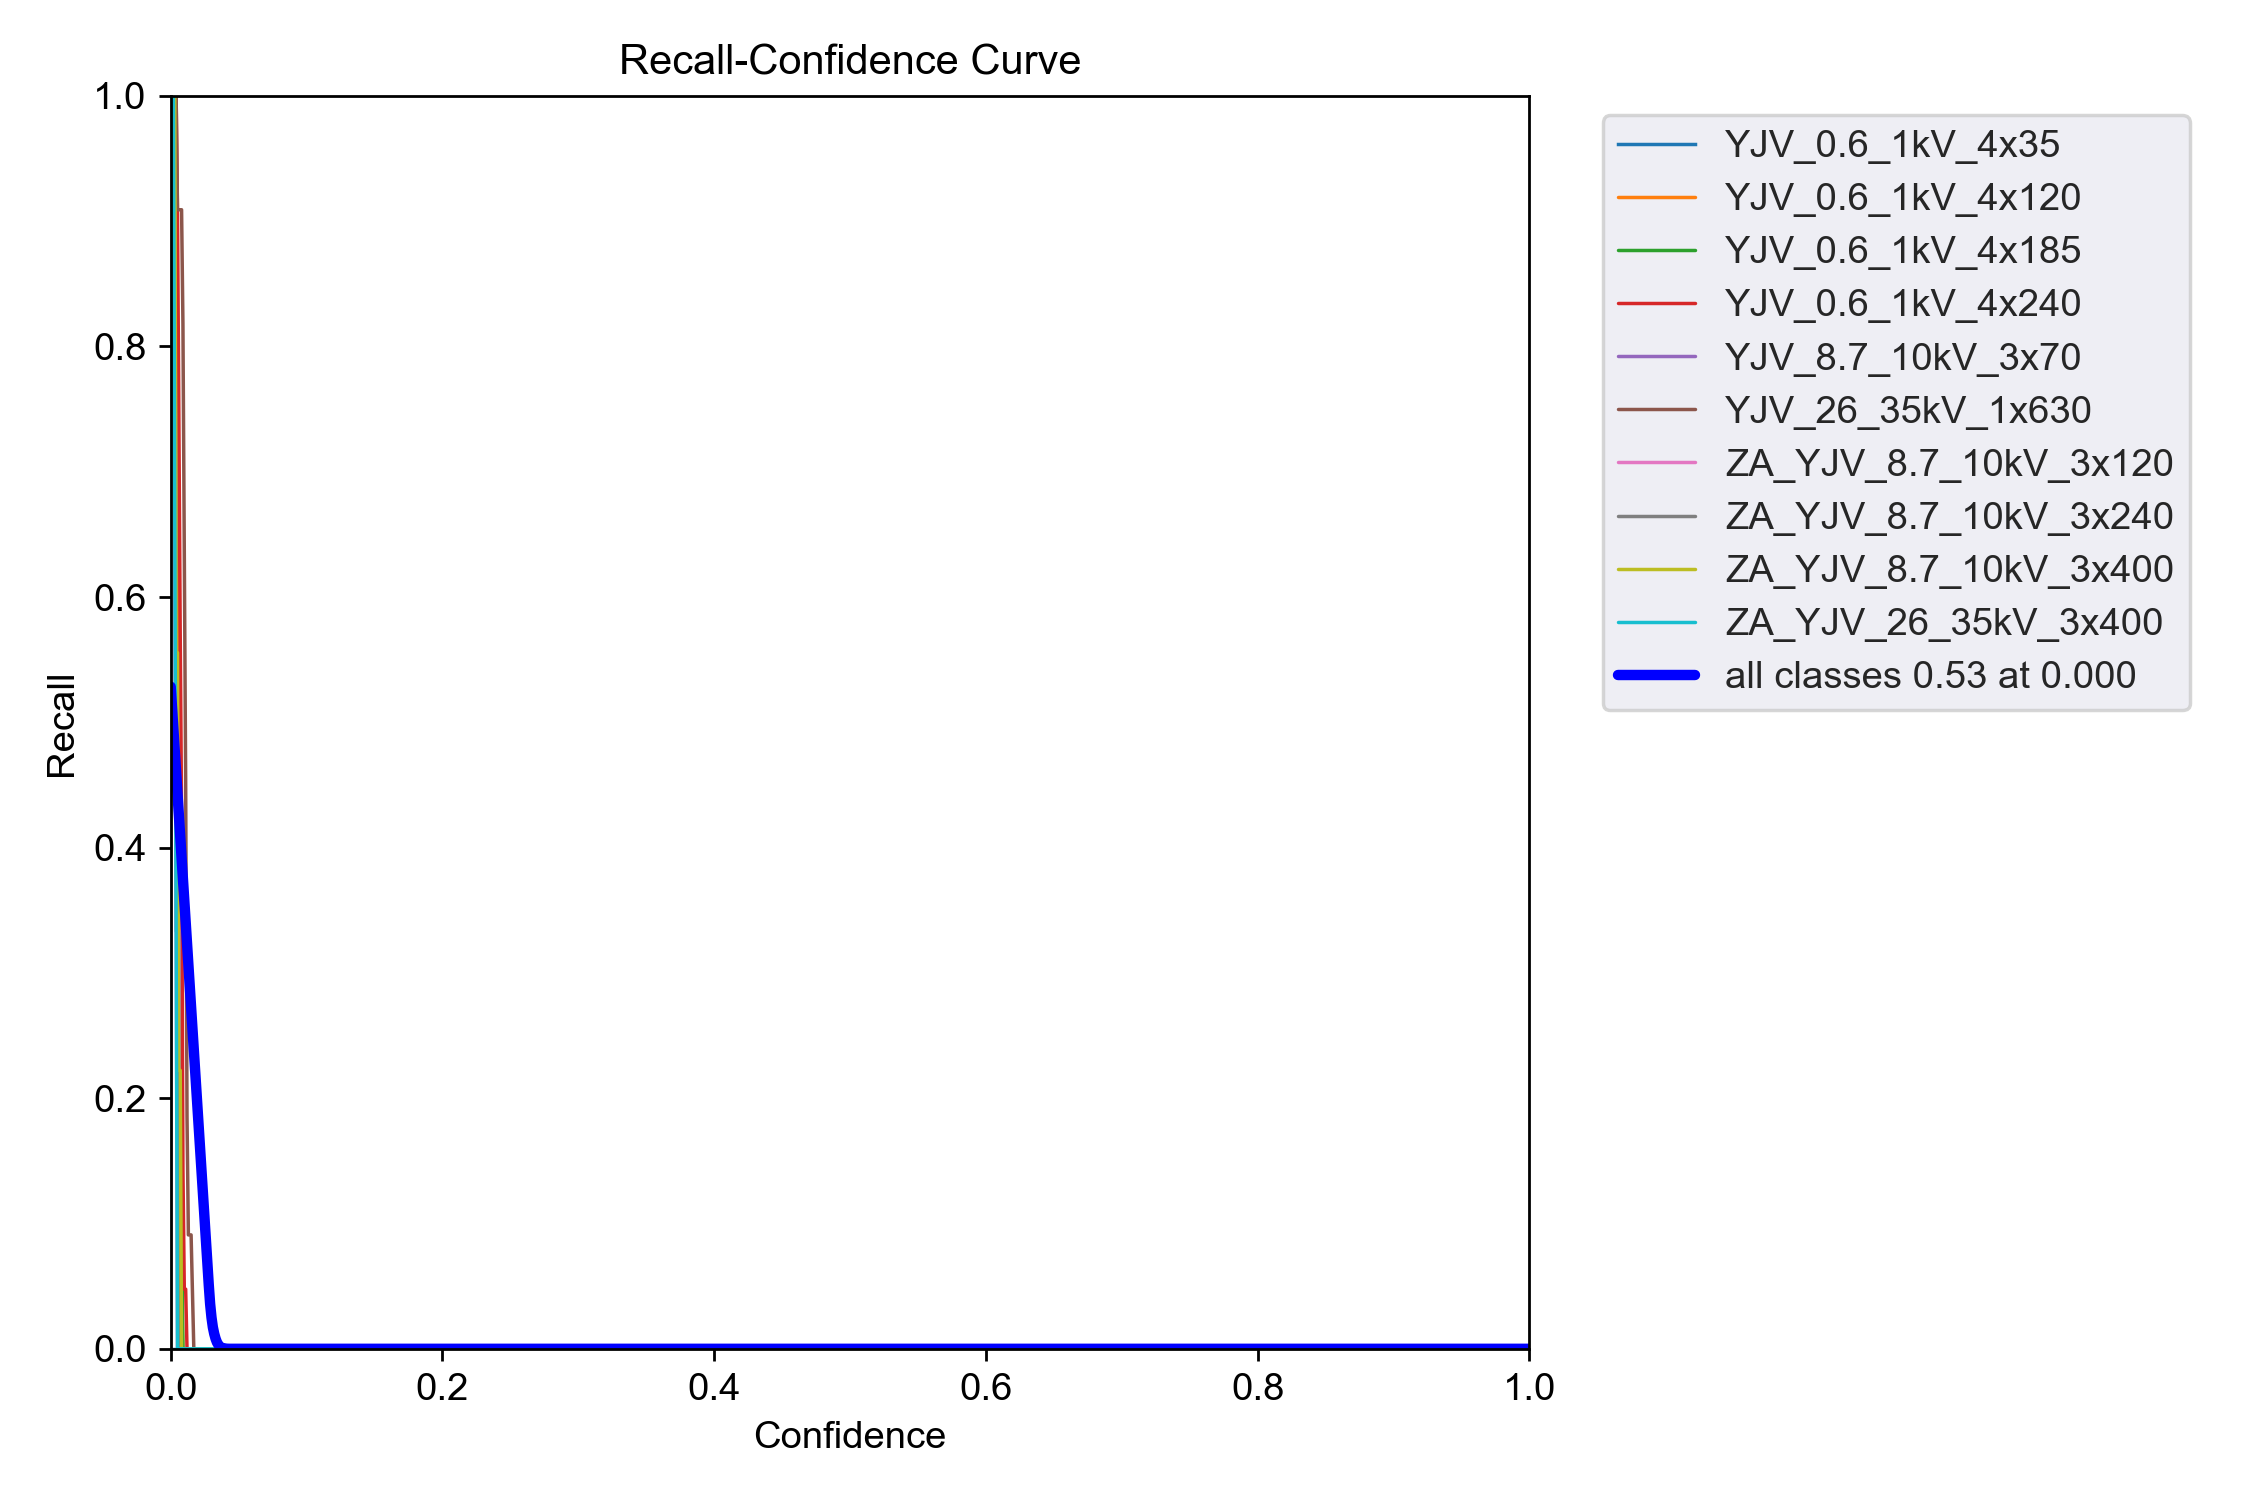 Recall-Confidence Curve
1.0
0.8
0.6
0.4
0.2
0.0
Recall
0.0 0.2 0.4 0.6 0.8 1.0
Confidence
YJV_0.6_1kV_4x35
YJV_0.6_1kV_4x120
YJV_0.6_1kV_4x185
YJV_0.6_1kV_4x240
YJV_8.7_10kV_3x70
YJV_26_35kV_1x630
ZA_YJV_8.7_10kV_3x120
ZA_YJV_8.7_10kV_3x240
ZA_YJV_8.7_10kV_3x400
ZA_YJV_26_35kV_3x400
all classes 0.53 at 0.000